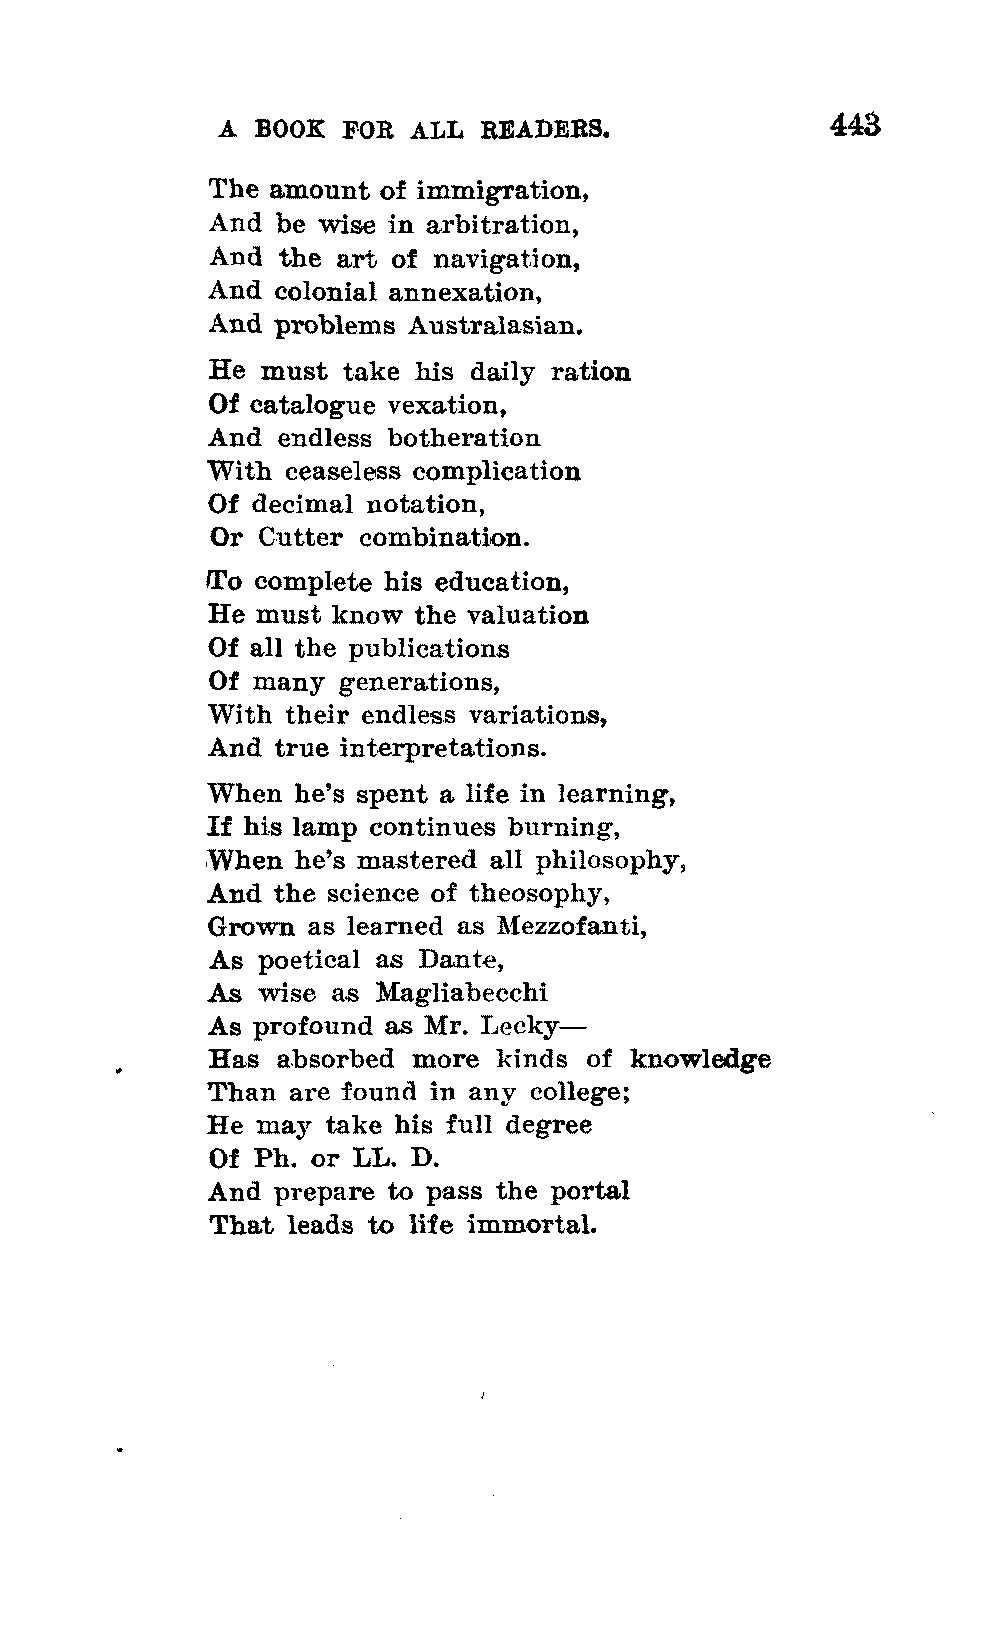 A BOOK FOR ALL READERS. 443
The amount of immigration,
And be wise in arbitration,
And the art of navigation,
And colonial annexation,
And problems Australasian.
He must take his daily ration
Of catalogue vexation,
And endless botheration
With ceaseless complication
Of decimal notation,
Or Cutter combination.
To complete his education,
He must know the valuation
Of all the publications
Of many generations,
With their endless variations,
And true interpretations.
When he's spent a life in learning,
If his lamp continues burning,
When he's mastered all philosophy,
And the science of theosophy,
Grown as learned as Mezzofanti,
As poetical as Dante,
As wise as Magliabecchi
As profound as Mr. Lecky—
Has absorbed more kinds of knowledge
Than are found in any college;
He may take his full degree
Of Ph. or LL. D.
And prepare to pass the portal
That leads to life immortal.